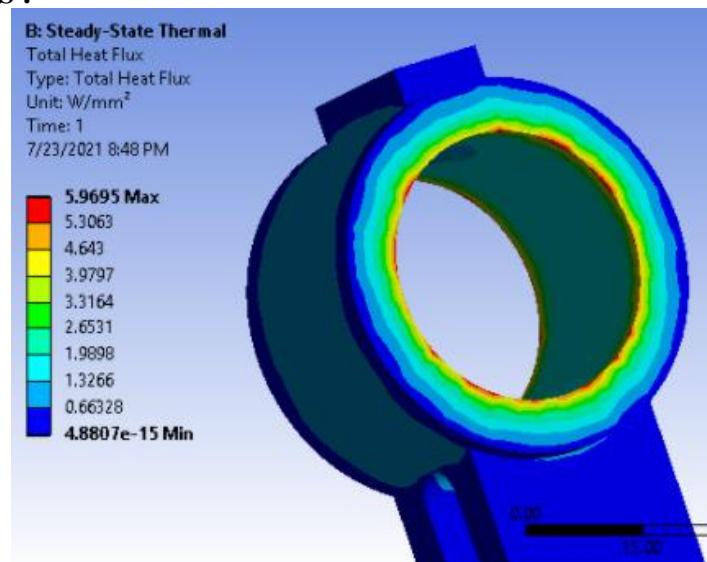 B: Steady-State Thermal
Total Heat Flux
Type: Total Heat Flux
Unit: W/mm²
Time: 1
7/23/2021 8:48 PM
5.9695 Max
5.3063
4.643
3.9797
3.3164
2.6531
1.9898
1.3266
0.66328
4.8807e-15 Min
0.00
15.00